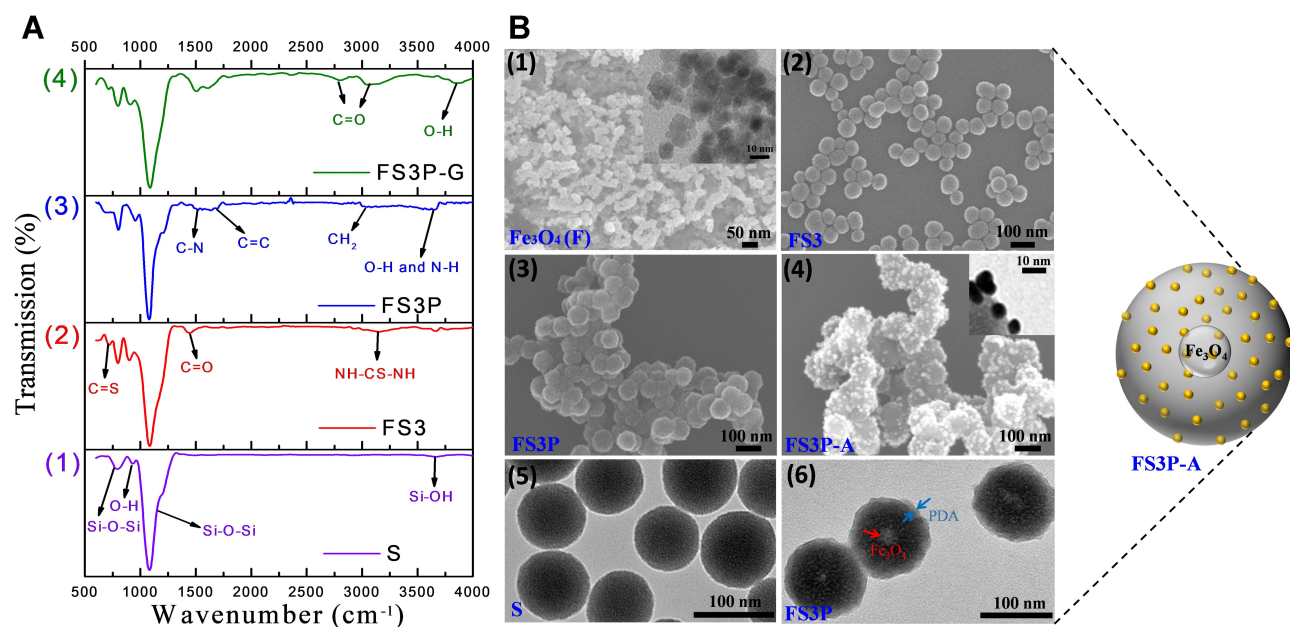 A
500 1000 1500 2000 2500 3000 3500 4000
(4)
C=O
O-H
FS3P-G
(3)
C-N
C=C
CH₂
O-H and N-H
FS3P
(2)
C=S
C=O
NH-CS-NH
FS3
(1)
Si-O-Si
O-H
Si-O-Si
Si-OH
S
500 1000 1500 2000 2500 3000 3500 4000
Wavenumber (cm⁻¹)
Transmission (%)
B
(1)
10 nm
Fe₃O₄ (F)
50 nm
(2)
FS3
100 nm
(3)
FS3P
100 nm
(4)
10 nm
FS3P-A
100 nm
(5)
S
100 nm
(6)
PDA
Fe₃O₄
FS3P
100 nm
Fe₃O₄
FS3P-A